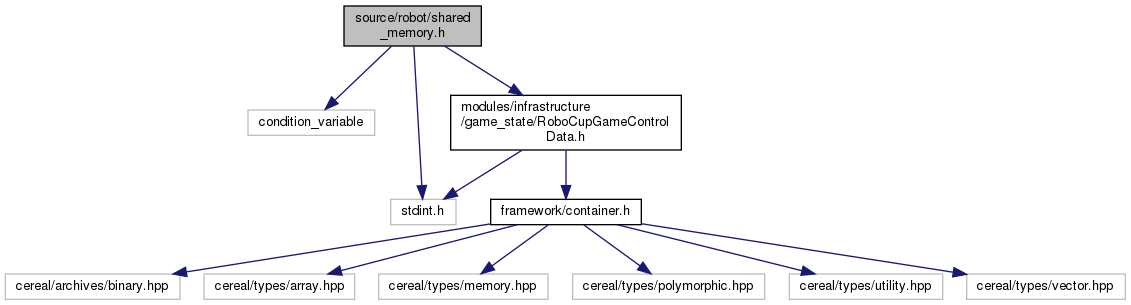 source/robot/shared
_memory.h
condition_variable
modules/infrastructure
/game_state/RoboCupGameControl
Data.h
stdint.h
framework/container.h
cereal/archives/binary.hpp
cereal/types/array.hpp
cereal/types/memory.hpp
cereal/types/polymorphic.hpp
cereal/types/utility.hpp
cereal/types/vector.hpp